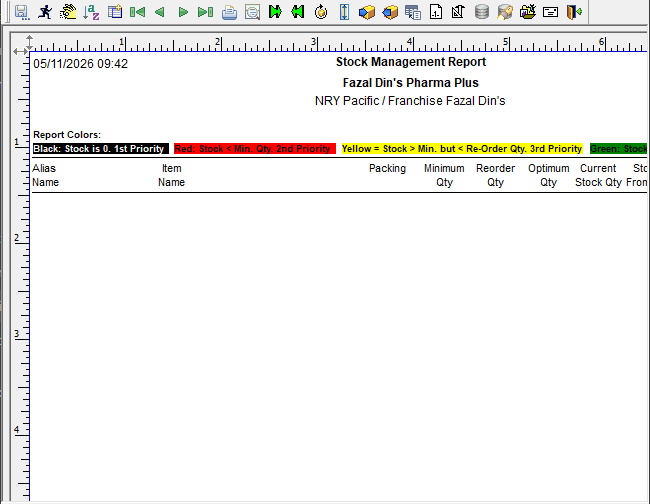 1 2 3 4 5 6
05/11/2026 09:42
Stock Management Report
Fazal Din's Pharma Plus
NRY Pacific / Franchise Fazal Din's
Report Colors:
1
Black: Stock is 0. 1st Priority Red: Stock < Min. Qty. 2nd Priority Yellow = Stock > Min. but < Re-Order Qty. 3rd Priority Green: Stock
Alias Item Packing Minimum Reorder Optimum Current Sto
Name Name Qty Qty Qty Stock Qty Fron
2
3
4